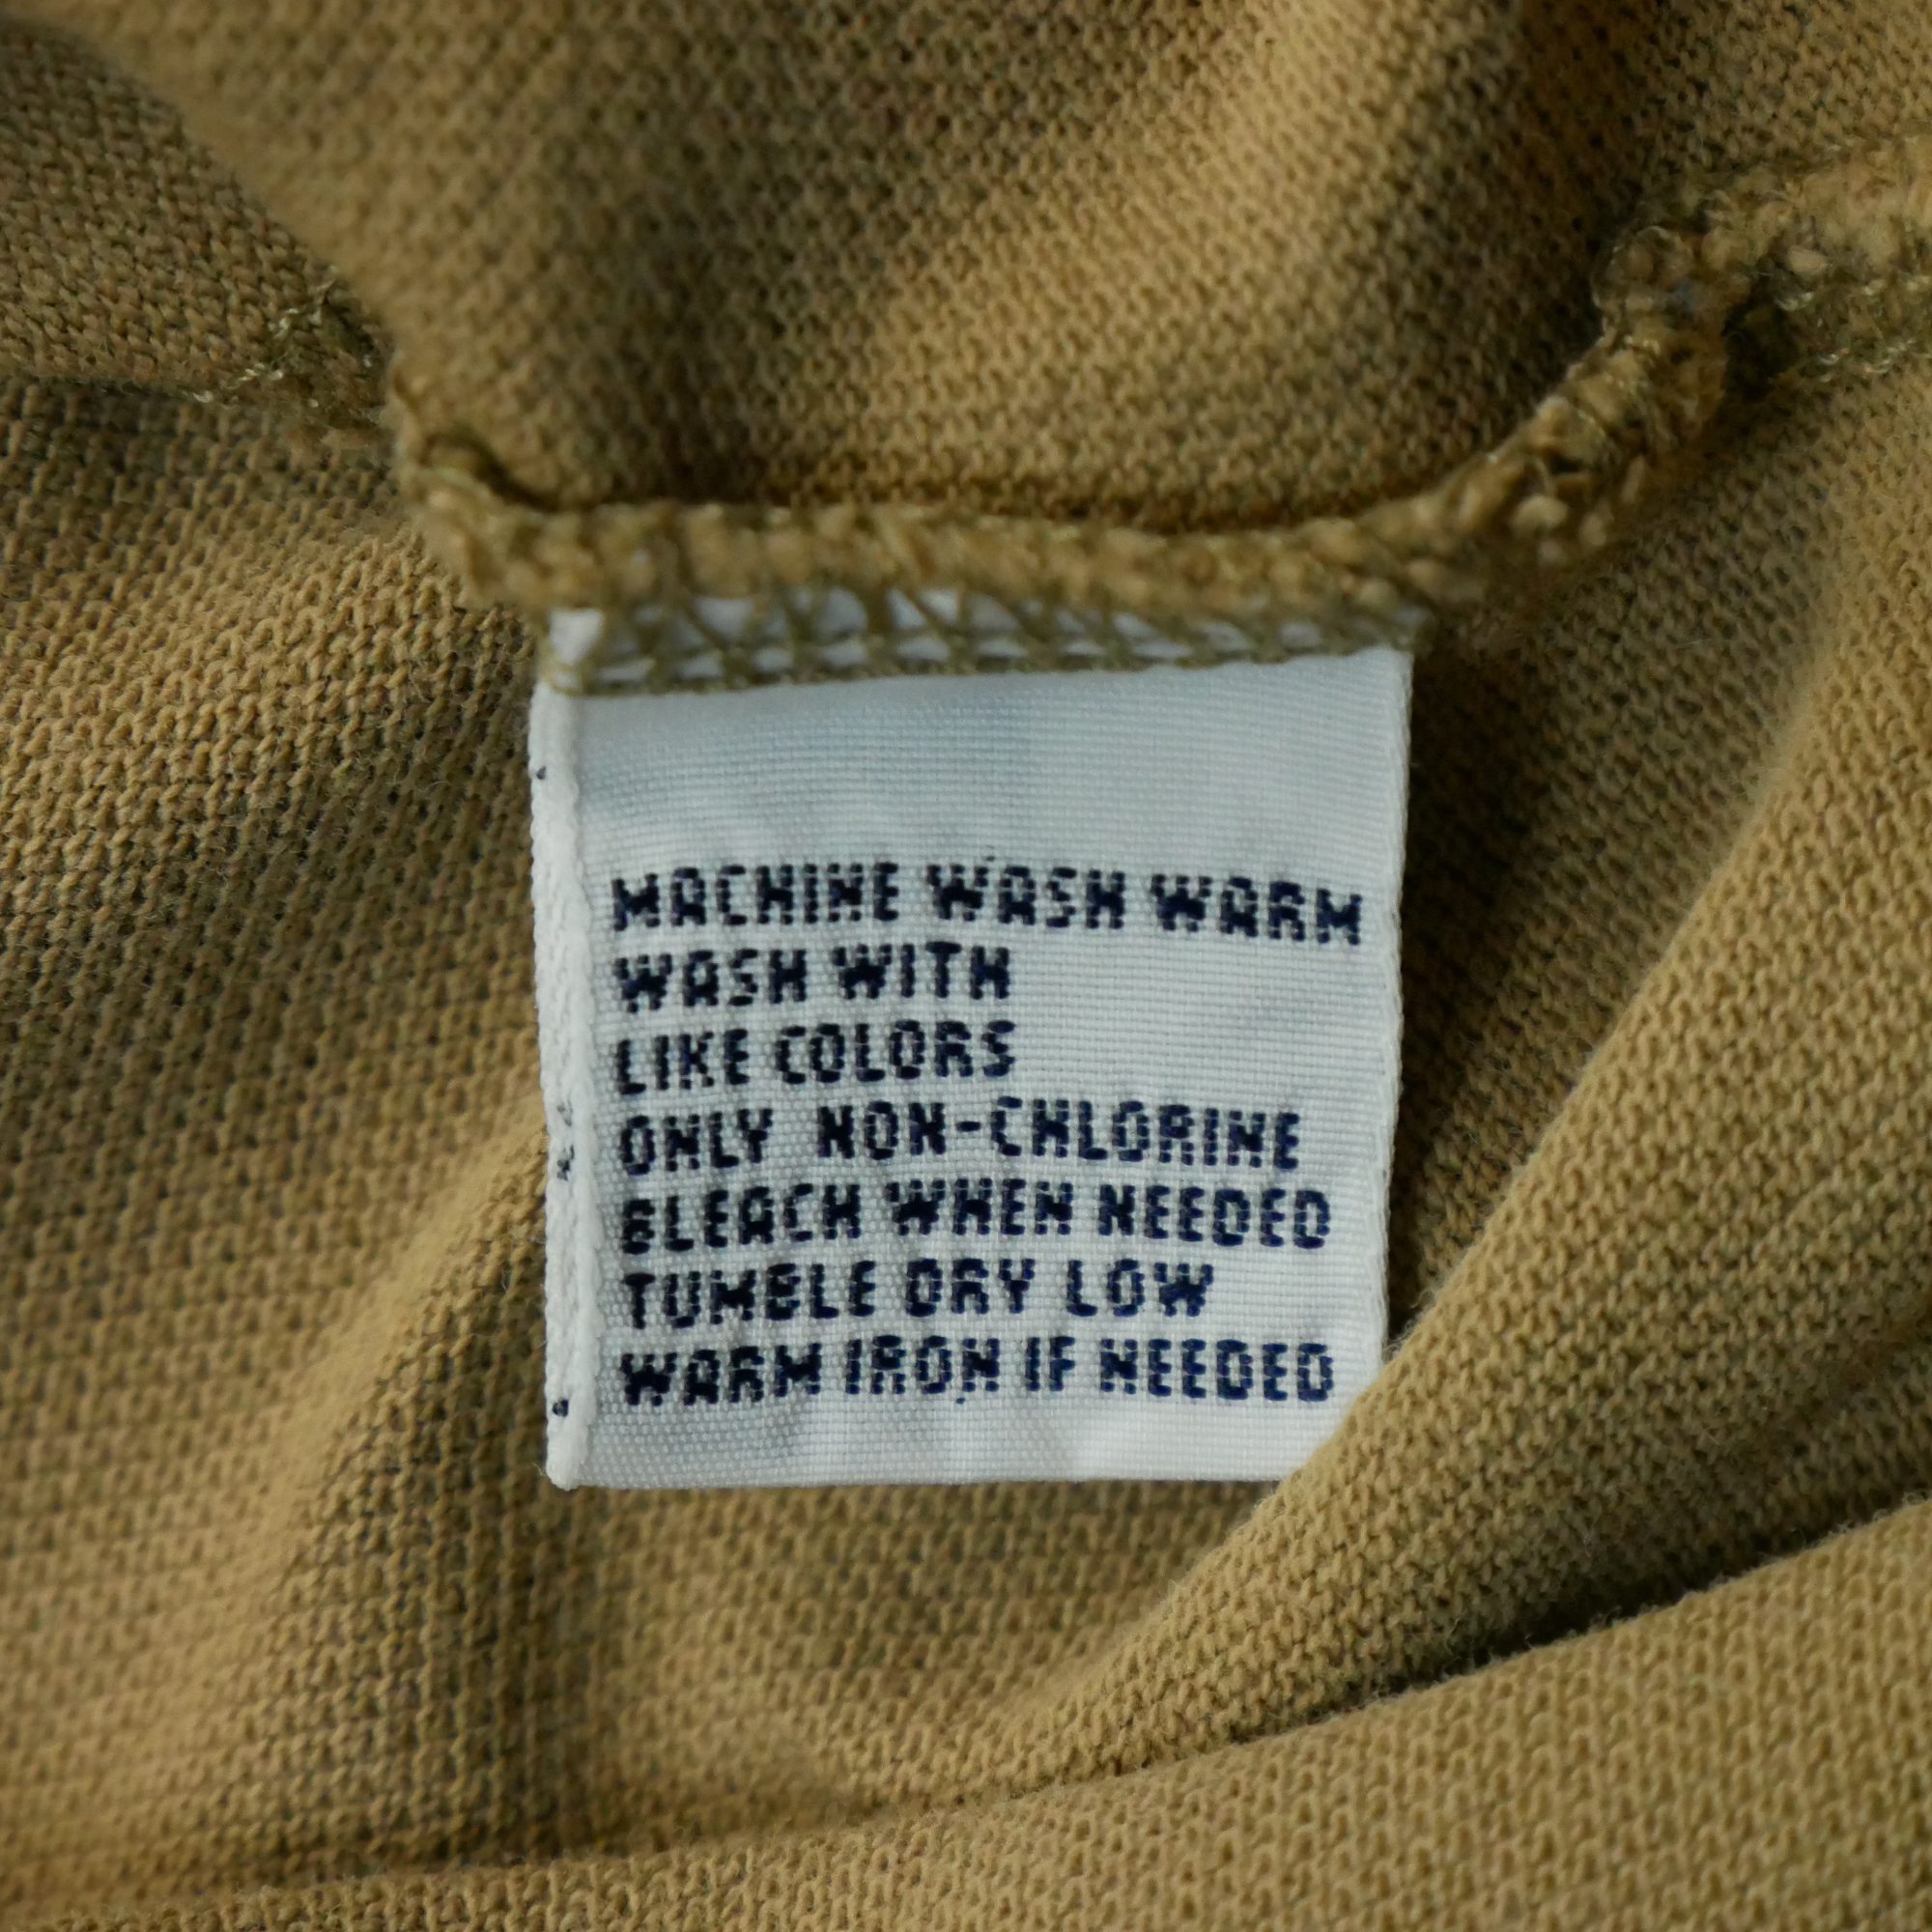 MACHINE WASH WARM
WASH WITH
LIKE COLORS
ONLY NON-CHLORINE
BLEACH WHEN NEEDED
TUMBLE DRY LOW
WARM IRON IF NEEDED